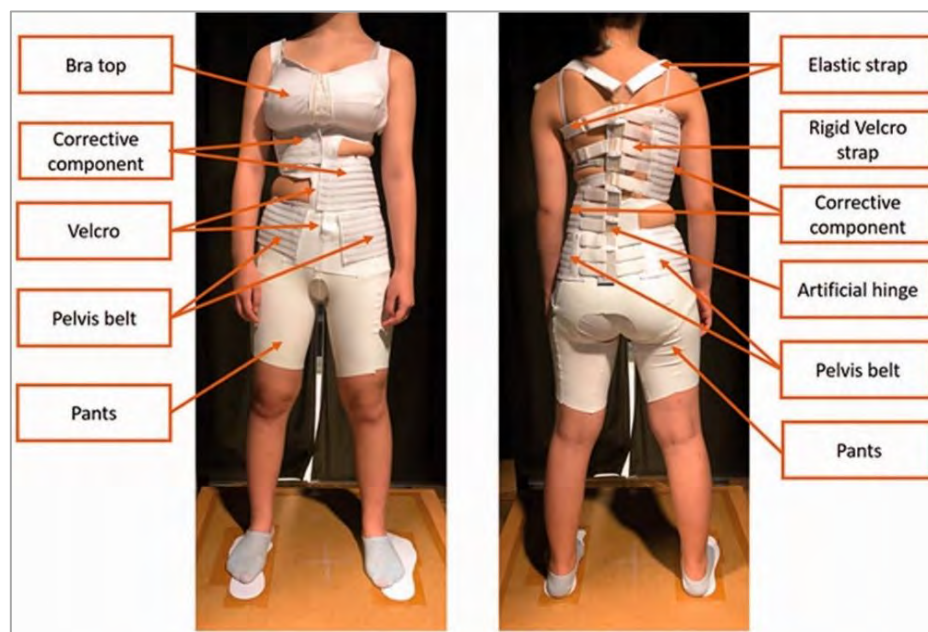 Bra top
Corrective
component
Velcro
Pelvis belt
Pants
Elastic strap
Rigid Velcro
strap
Corrective
component
Artificial hinge
Pelvis belt
Pants